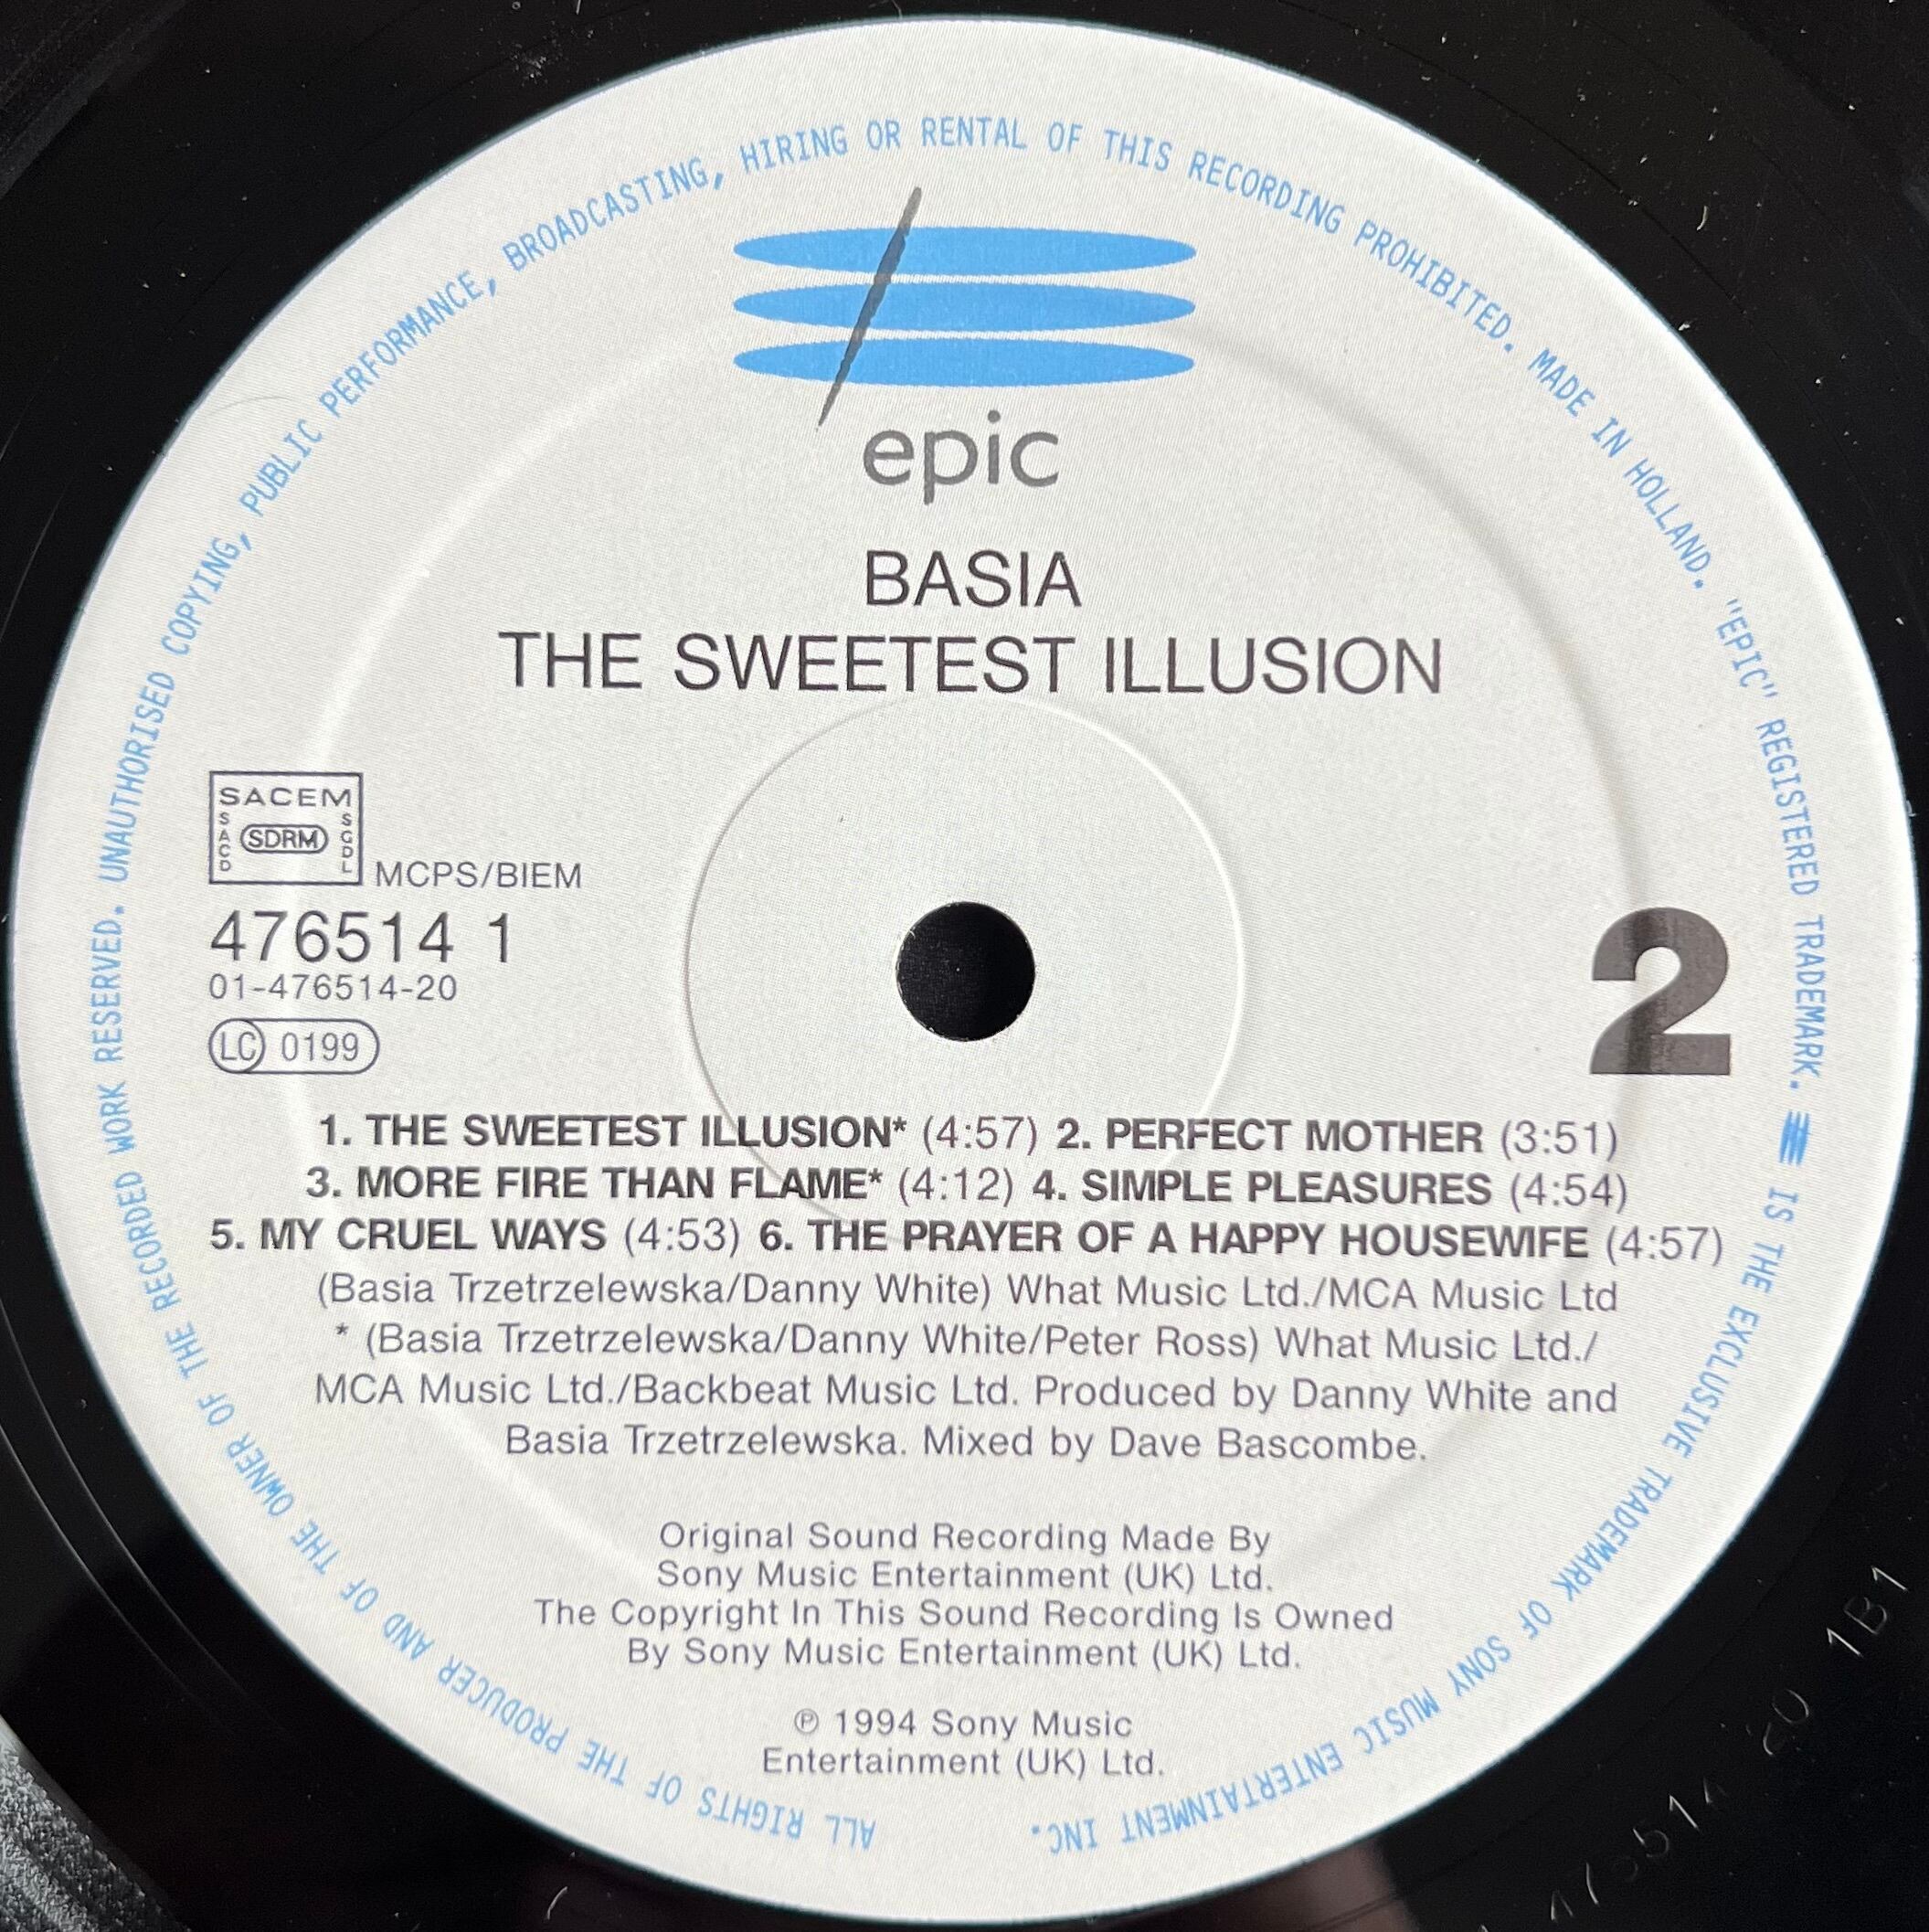 ALL RIGHTS OF THE PRODUCER AND OF THE OWNER OF THE RECORDED WORK RESERVED. UNAUTHORISED COPYING, PUBLIC PERFORMANCE, BROADCASTING, HIRING OR RENTAL OF THIS RECORDING PROHIBITED. MADE IN HOLLAND. "EPIC" REGISTERED TRADEMARK. IS THE EXCLUSIVE TRADEMARK OF SONY MUSIC ENTERTAINMENT INC.
epic
BASIA
THE SWEETEST ILLUSION
SACEM
SACD
SDRM
SGDL
MCPS/BIEM
476514 1
01-476514-20
LC 0199
2
1. THE SWEETEST ILLUSION* (4:57) 2. PERFECT MOTHER (3:51)
3. MORE FIRE THAN FLAME* (4:12) 4. SIMPLE PLEASURES (4:54)
5. MY CRUEL WAYS (4:53) 6. THE PRAYER OF A HAPPY HOUSEWIFE (4:57)
(Basia Trzetrzelewska/Danny White) What Music Ltd./MCA Music Ltd
* (Basia Trzetrzelewska/Danny White/Peter Ross) What Music Ltd./
MCA Music Ltd./Backbeat Music Ltd. Produced by Danny White and
Basia Trzetrzelewska. Mixed by Dave Bascombe.
Original Sound Recording Made By
Sony Music Entertainment (UK) Ltd.
The Copyright In This Sound Recording Is Owned
By Sony Music Entertainment (UK) Ltd.
℗ 1994 Sony Music
Entertainment (UK) Ltd.
1B1